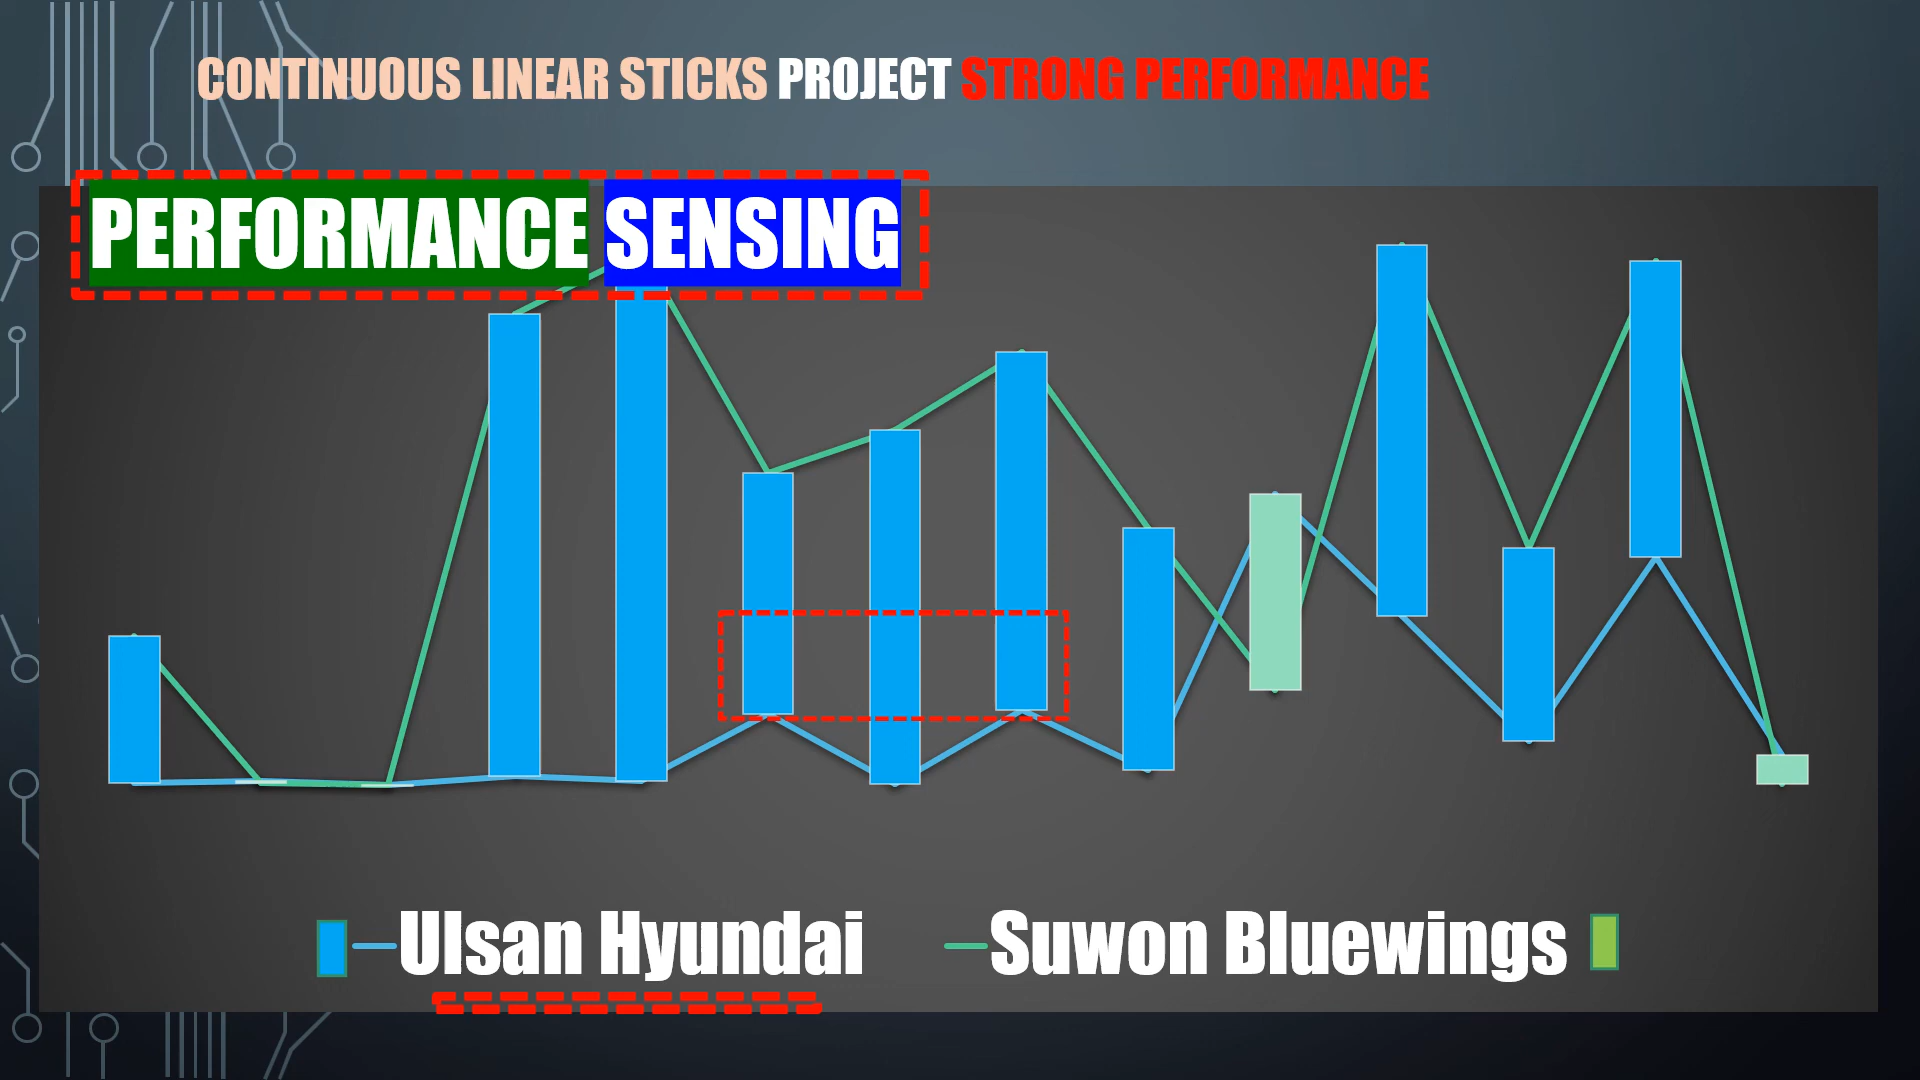 CONTINUOUS LINEAR STICKS PROJECT STRONG PERFORMANCE
PERFORMANCE SENSING
Ulsan Hyundai Suwon Bluewings